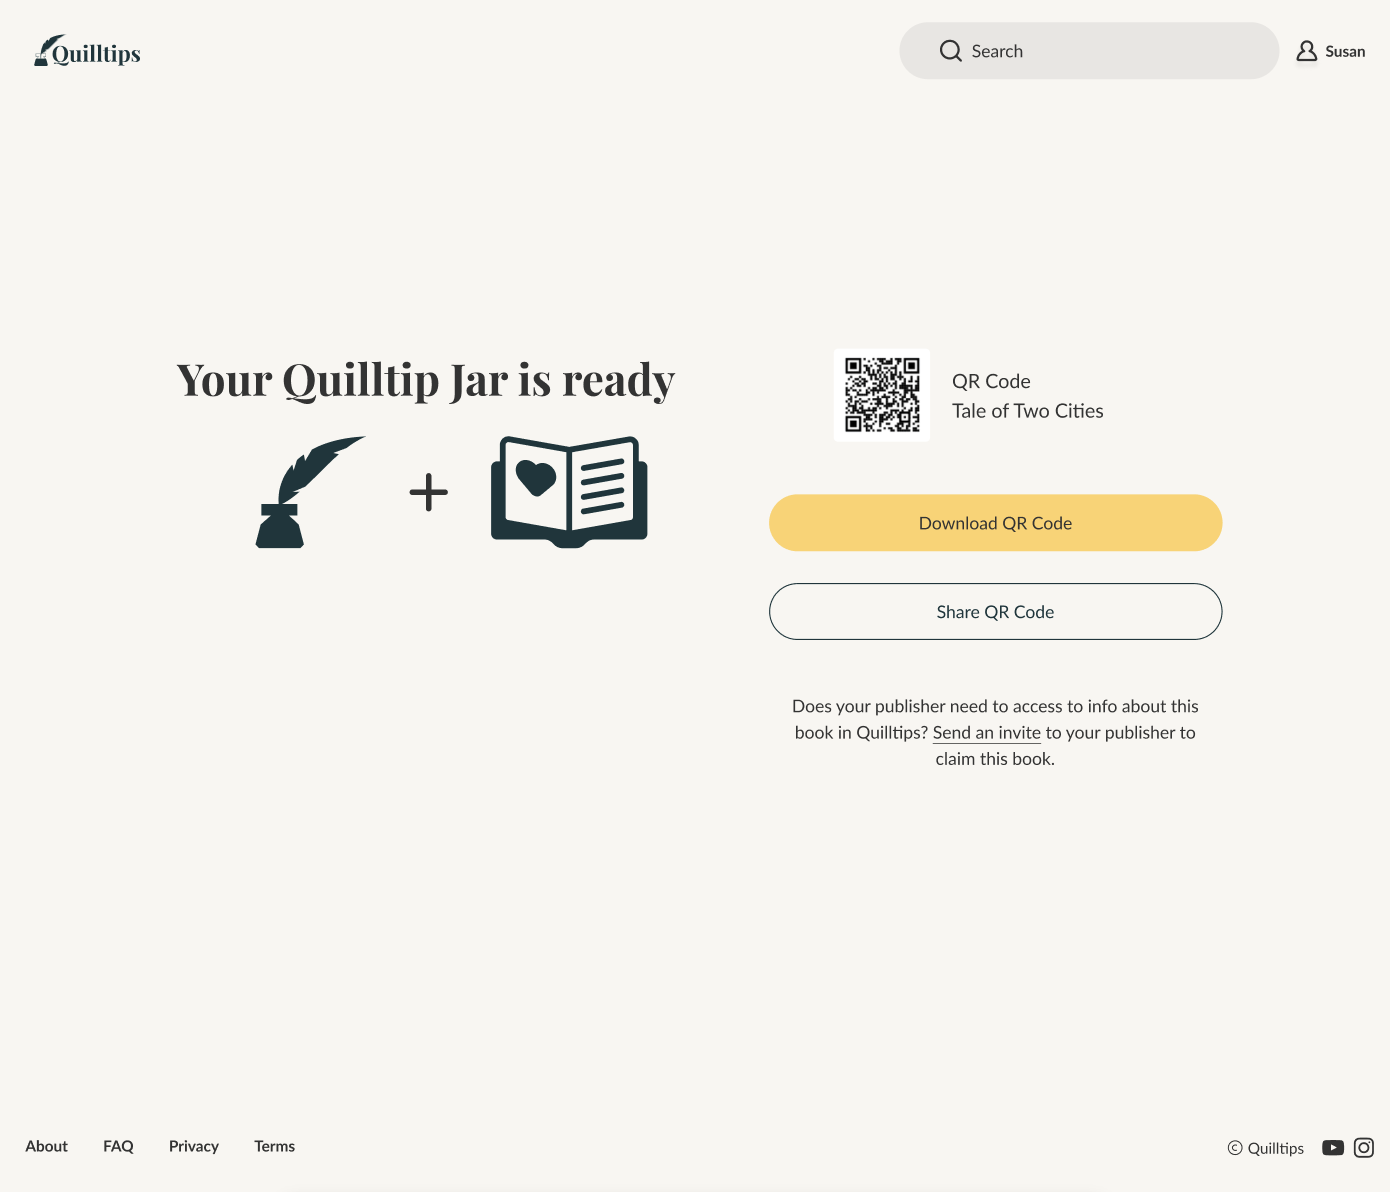 Quilltips
Search
Susan
Your Quilltip Jar is ready
QR Code
Tale of Two Cities
Download QR Code
Share QR Code
Does your publisher need to access to info about this
book in Quilltips? Send an invite to your publisher to
claim this book.
About
FAQ
Privacy
Terms
© Quilltips